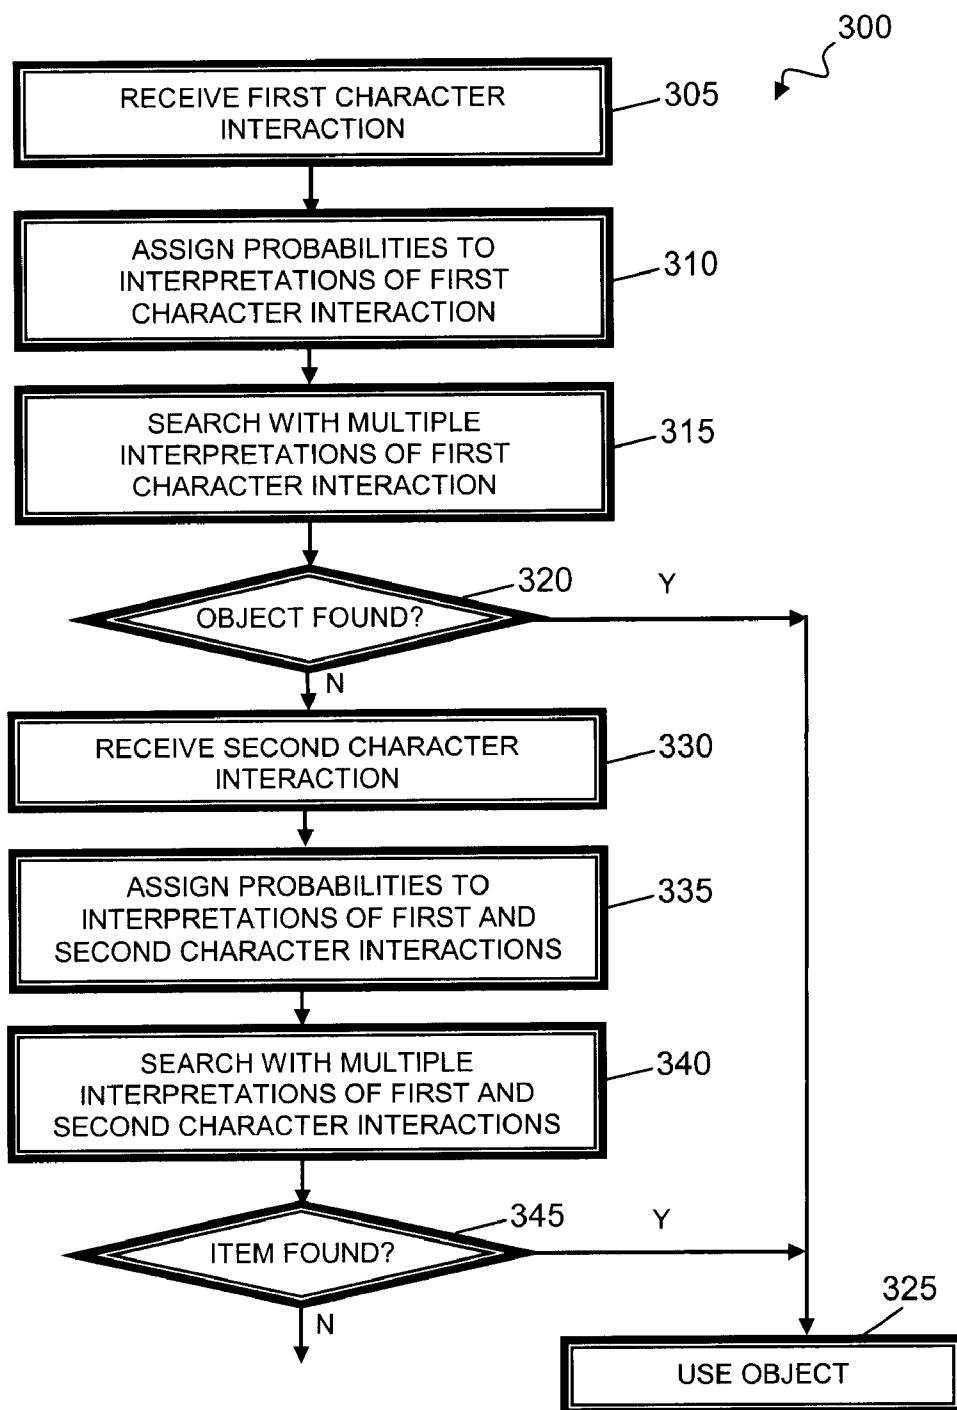 300
RECEIVE FIRST CHARACTER
INTERACTION
305
ASSIGN PROBABILITIES TO
INTERPRETATIONS OF FIRST
CHARACTER INTERACTION
310
SEARCH WITH MULTIPLE
INTERPRETATIONS OF FIRST
CHARACTER INTERACTION
315
320
Y
OBJECT FOUND?
N
RECEIVE SECOND CHARACTER
INTERACTION
330
ASSIGN PROBABILITIES TO
INTERPRETATIONS OF FIRST AND
SECOND CHARACTER INTERACTIONS
335
SEARCH WITH MULTIPLE
INTERPRETATIONS OF FIRST AND
SECOND CHARACTER INTERACTIONS
340
345
Y
ITEM FOUND?
N
325
USE OBJECT